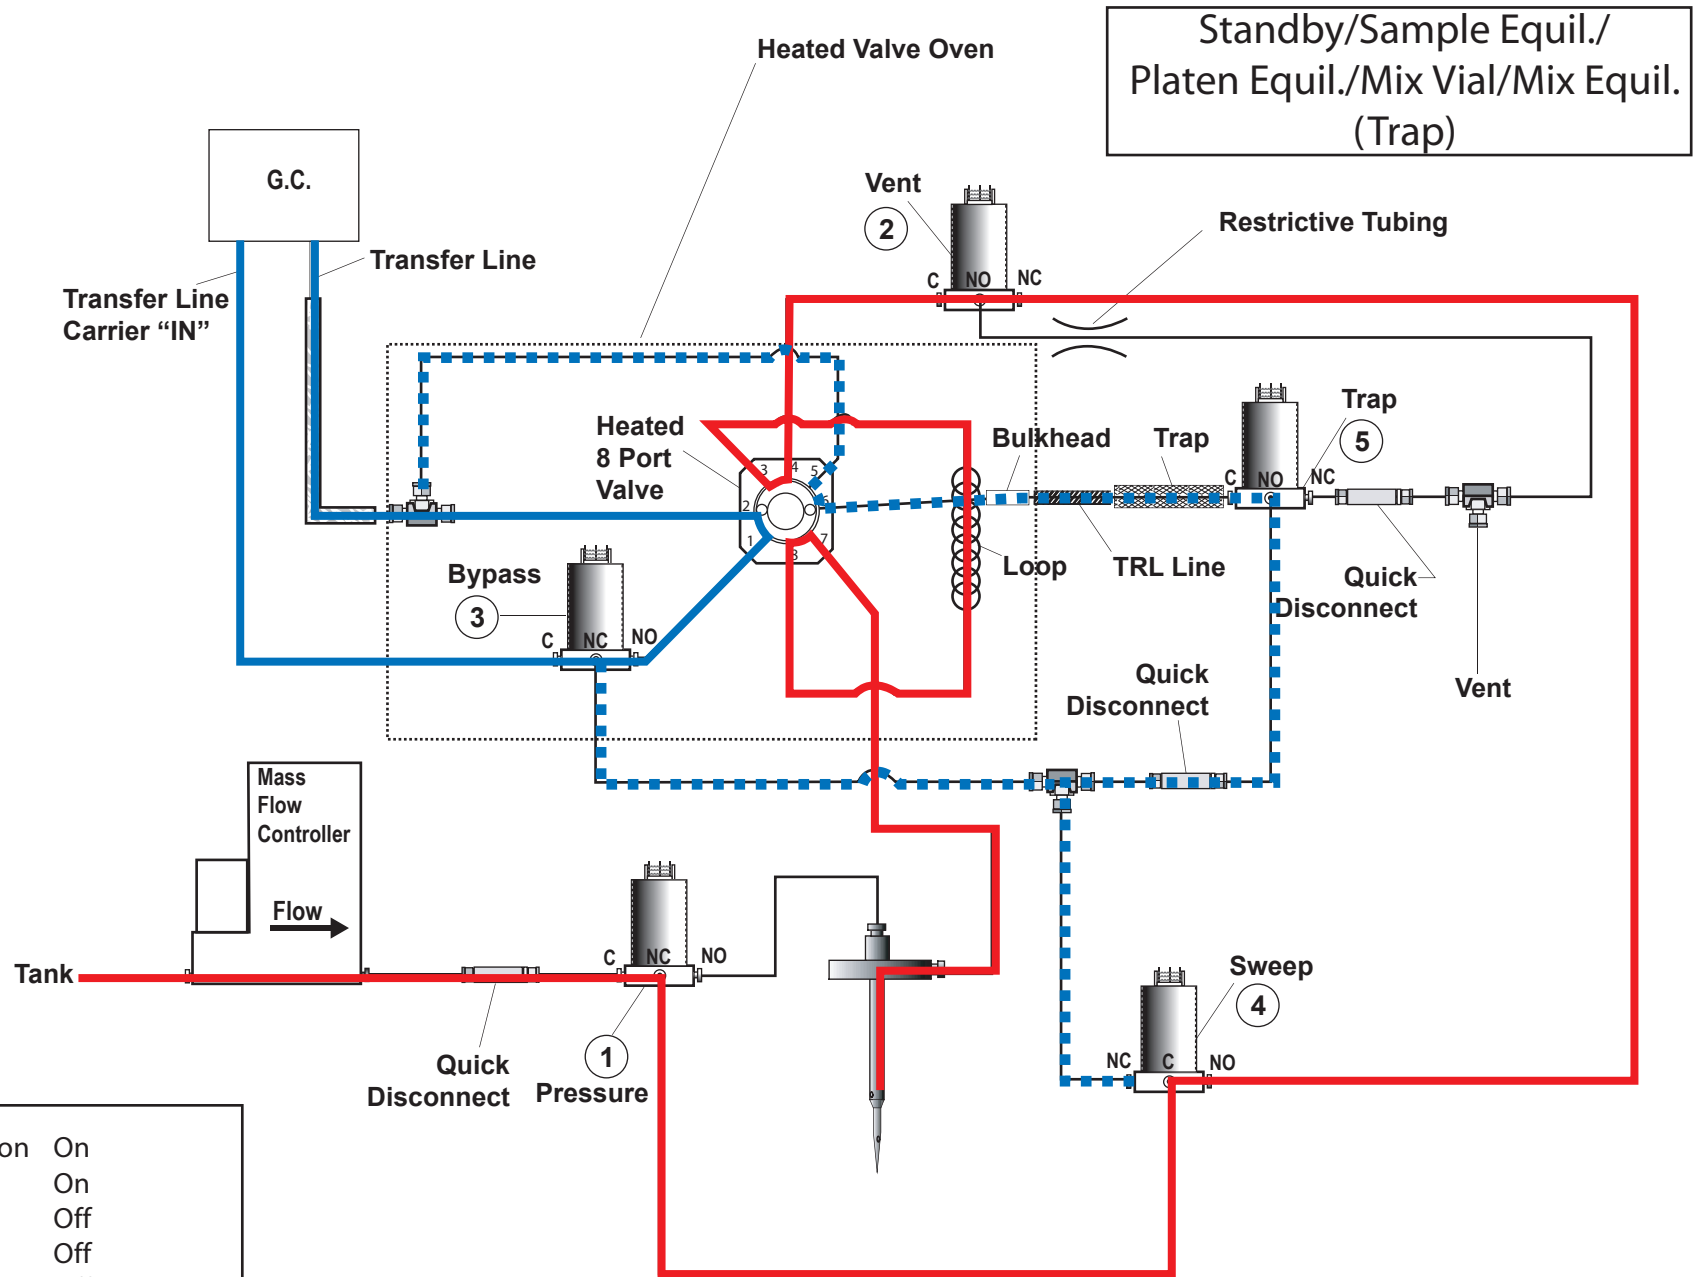 Standby/Sample Equil./
Platen Equil./Mix Vial/Mix Equil.
(Trap)
Heated Valve Oven
G.C.
Vent
2
Restrictive Tubing
Transfer Line
Transfer Line
Carrier “IN”
C
NO
NC
Heated
8 Port
Valve
3
4
5
2
6
1
7
8
Bulkhead
Trap
Trap
5
C
NO
NC
Loop
TRL Line
Quick
Disconnect
Vent
Bypass
3
C
NC
NO
Quick
Disconnect
Mass
Flow
Controller
Flow
Tank
C
NC
NO
Quick
Disconnect
1
Pressure
Sweep
4
NC
C
NO
on On
On
Off
Off